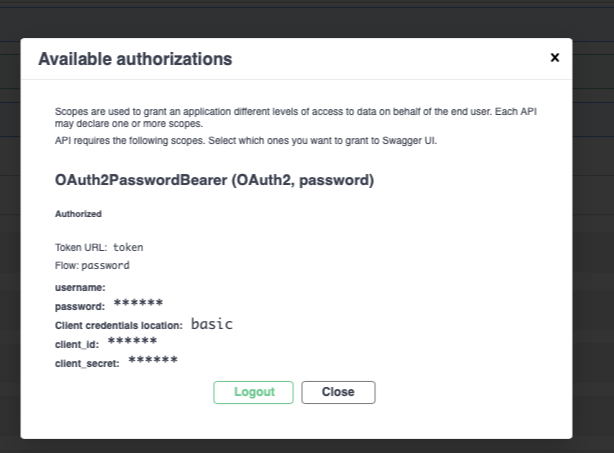 Available authorizations
x
Scopes are used to grant an application different levels of access to data on behalf of the end user. Each API
may declare one or more scopes.
API requires the following scopes. Select which ones you want to grant to Swagger UI.
OAuth2PasswordBearer (OAuth2, password)
Authorized
Token URL: token
Flow: password
username:
password: ******
Client credentials location: basic
client_id: ******
client_secret: ******
Logout Close